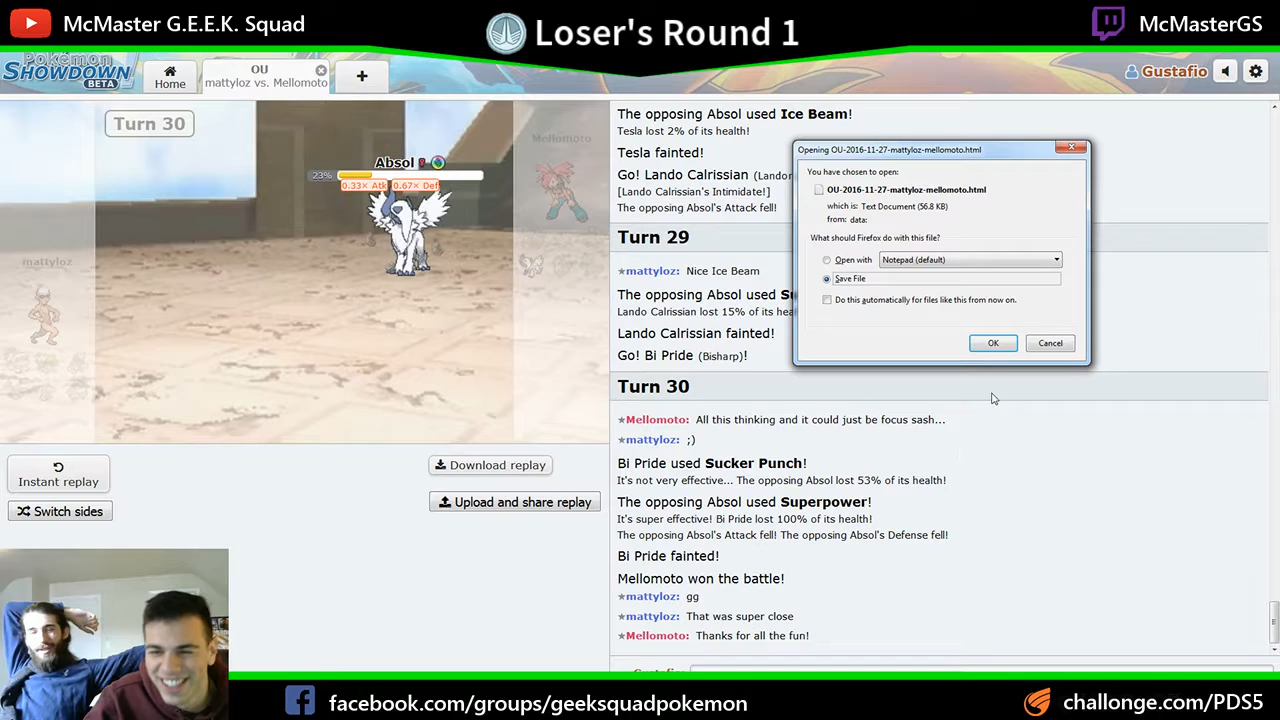 McMaster G.E.E.K. Squad
Loser's Round 1
McMasterGS
Pokémon
SHOWDOWN
BETA
Home
OU
mattyloz vs. Mellomoto
+
Gustafio
Turn 30
Mellomoto
Absol
23%
0.33× Atk 0.67× Def
mattyloz
Instant replay
Switch sides
Download replay
Upload and share replay
The opposing Absol used Ice Beam!
Tesla lost 2% of its health!
Tesla fainted!
Go! Lando Calrissian (Landor
[Lando Calrissian's Intimidate!]
The opposing Absol's Attack fell!
Turn 29
★mattyloz: Nice Ice Beam
The opposing Absol used
Lando Calrissian lost 15% of its
Lando Calrissian fainted!
Go! Bi Pride (Bisharp)!
Turn 30
★Mellomoto: All this thinking and it could just be focus sash...
★mattyloz: ;)
Bi Pride used Sucker Punch!
It's not very effective... The opposing Absol lost 53% of its health!
The opposing Absol used Superpower!
It's super effective! Bi Pride lost 100% of its health!
The opposing Absol's Attack fell! The opposing Absol's Defense fell!
Bi Pride fainted!
Mellomoto won the battle!
★mattyloz: gg
★mattyloz: That was super close
★Mellomoto: Thanks for all the fun!
Opening OU-2016-11-27-mattyloz-mellomoto.html
You have chosen to open:
OU-2016-11-27-mattyloz-mellomoto.html
which is: Text Document (56.8 KB)
from: data:
What should Firefox do with this file?
Open with Notepad (default)
Save File
Do this automatically for files like this from now on.
OK Cancel
facebook.com/groups/geeksquadpokemon
challonge.com/PDS5